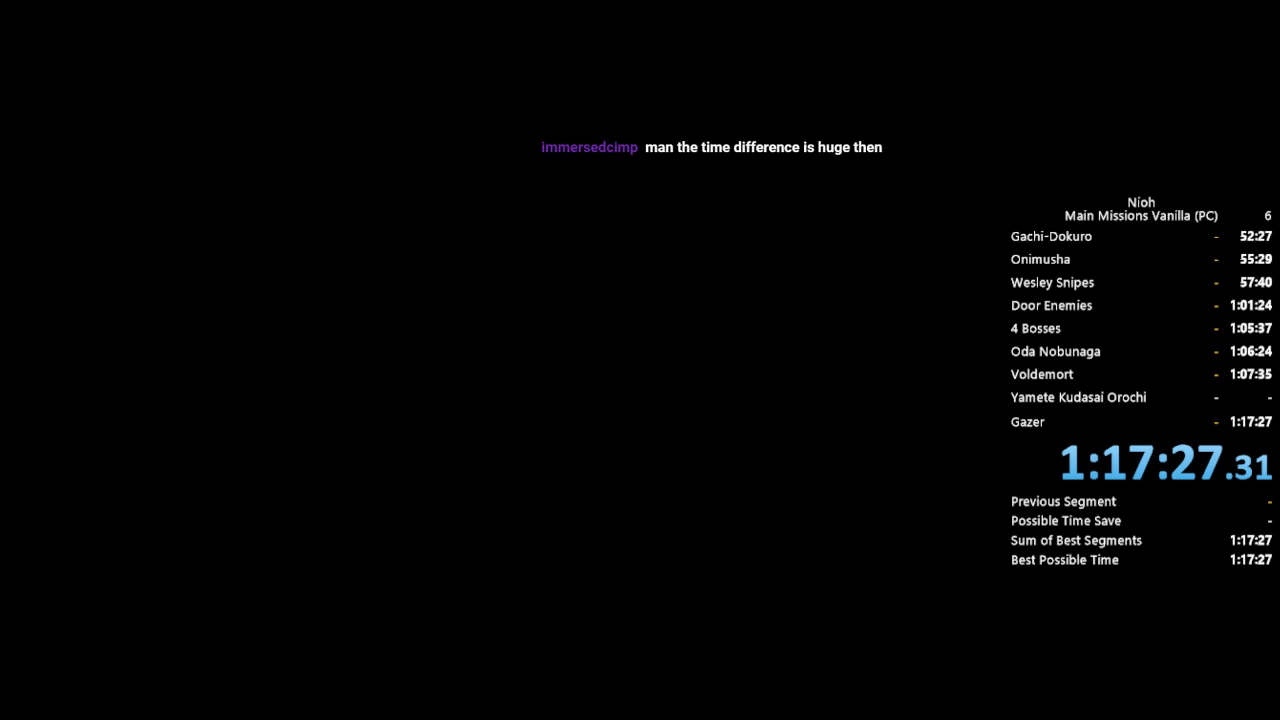 immersedcimp man the time difference is huge then
Nioh
Main Missions Vanilla (PC) 6
Gachi-Dokuro - 52:27
Onimusha - 55:29
Wesley Snipes - 57:40
Door Enemies - 1:01:24
4 Bosses - 1:05:37
Oda Nobunaga - 1:06:24
Voldemort - 1:07:35
Yamete Kudasai Orochi - -
Gazer - 1:17:27
1:17:27.31
Previous Segment -
Possible Time Save -
Sum of Best Segments 1:17:27
Best Possible Time 1:17:27